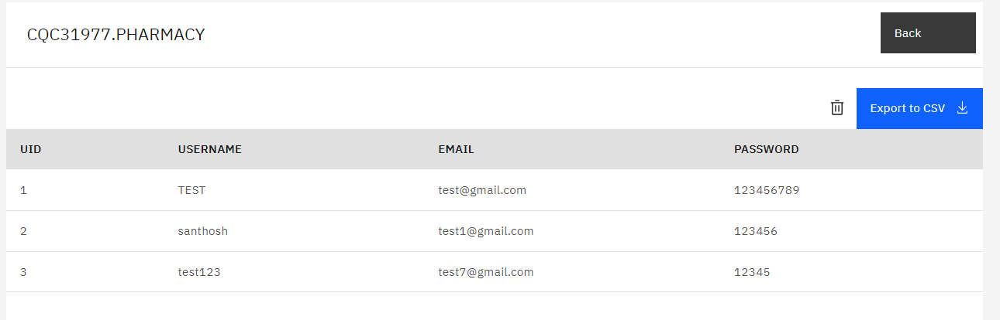 CQC31977.PHARMACY
Back
Export to CSV
UID USERNAME EMAIL PASSWORD
1 TEST test@gmail.com 123456789
2 santhosh test1@gmail.com 123456
3 test123 test7@gmail.com 12345